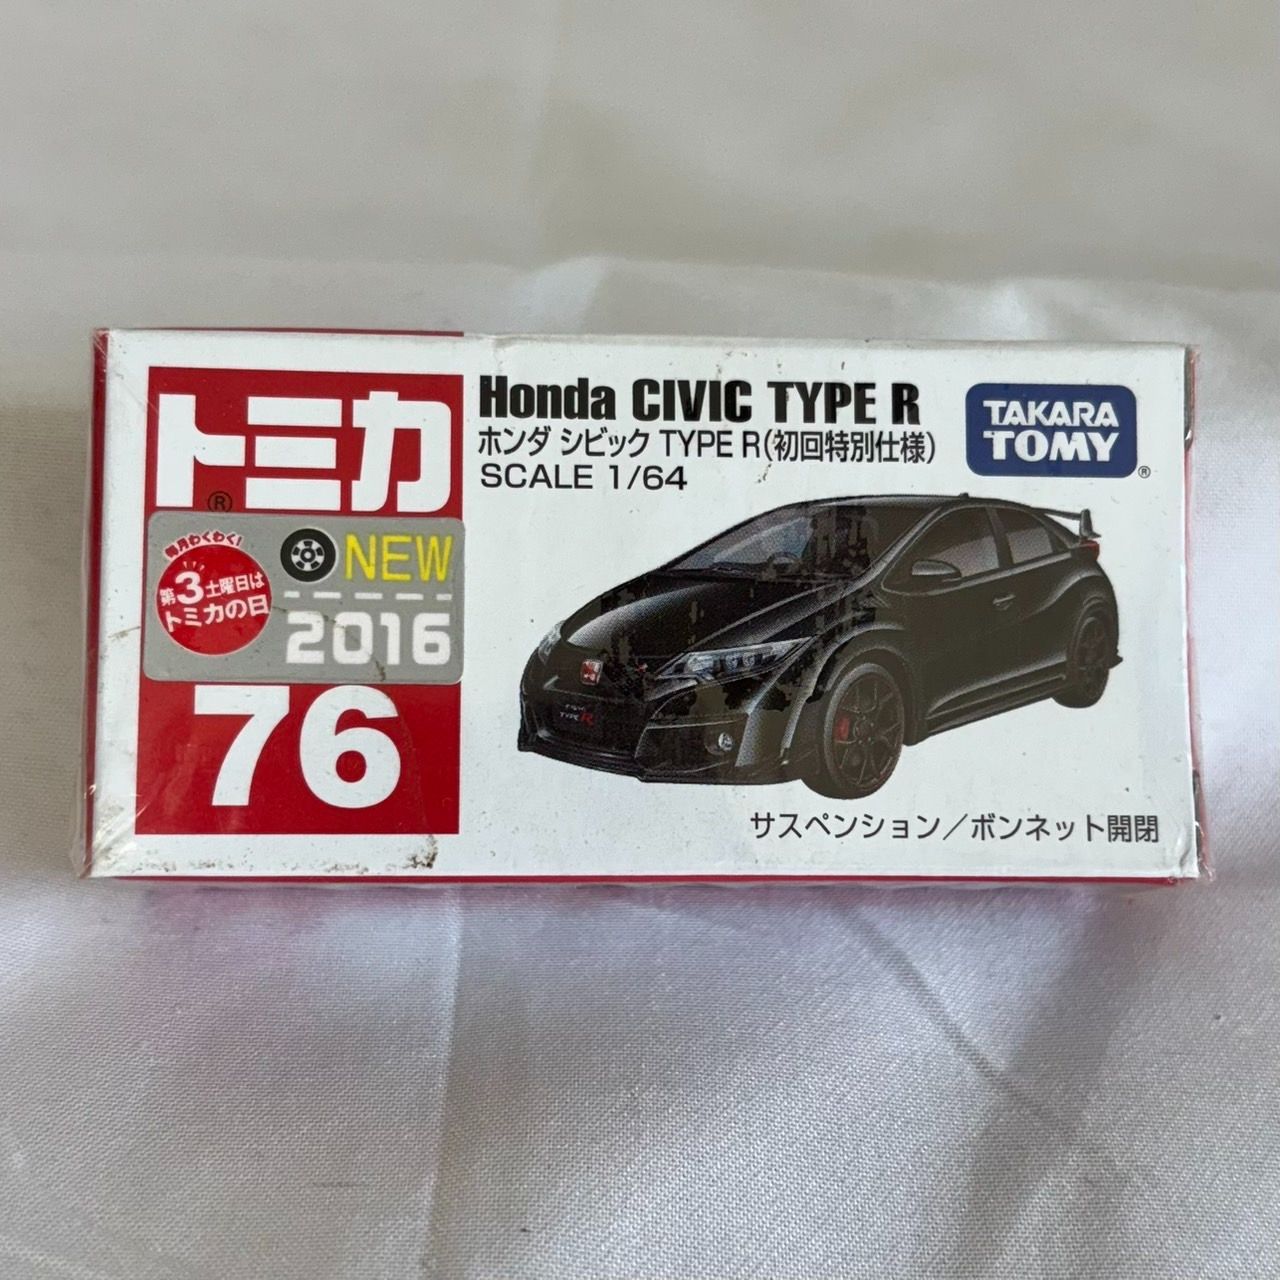 トミカ
®
毎月わくわく!
第3土曜日は
トミカの日
NEW
2016
76
Honda CIVIC TYPE R
ホンダ シビック TYPE R(初回特別仕様)
SCALE 1/64
TAKARA
TOMY
®
TYPE R
サスペンション/ボンネット開閉